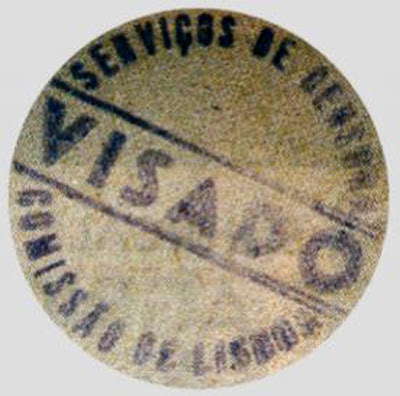 SERVIÇOS DE
VISADO
COMISSÃO DE LISBOA